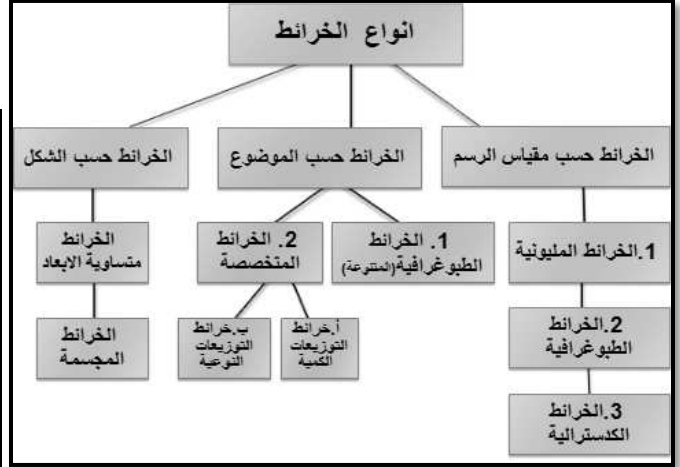 انواع الخرائط
الخرائط حسب مقياس الرسم
الخرائط حسب الموضوع
الخرائط حسب الشكل
1.الخرائط المليونية
2.الخرائط
الطبوغرافية
3.الخرائط
الكدسترالية
1. الخرائط
الطبوغرافية(المتنوعة)
2. الخرائط
المتخصصة
أ.خرائط
التوزيعات
الكمية
ب.خرائط
التوزيعات
النوعية
الخرائط
متساوية الابعاد
الخرائط
المجسمة